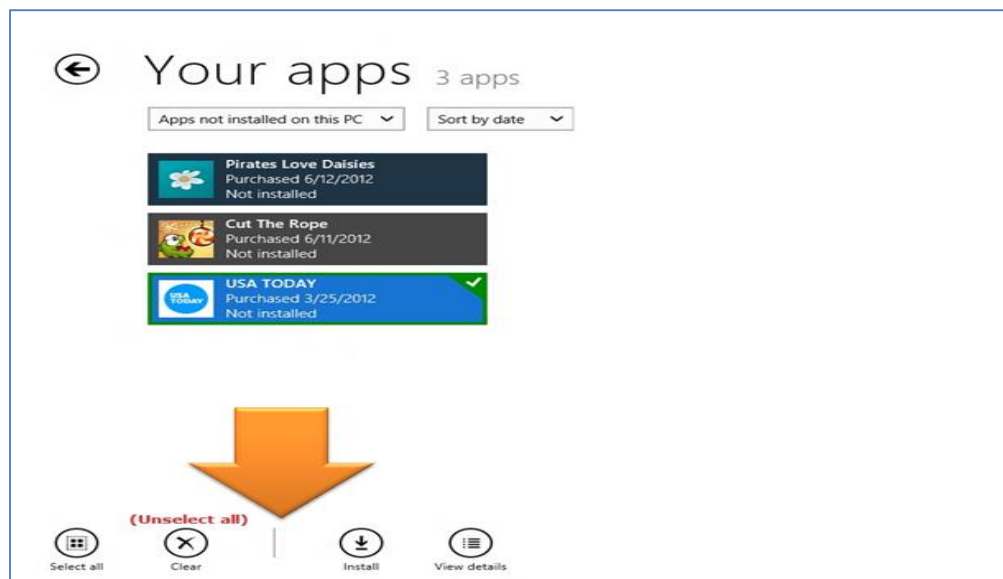 Your apps 3 apps
Apps not installed on this PC Sort by date
Pirates Love Daisies
Purchased 6/12/2012
Not installed
Cut The Rope
Purchased 6/11/2012
Not installed
USA TODAY
USA TODAY
Purchased 3/25/2012
Not installed
(Unselect all)
Select all Clear Install View details